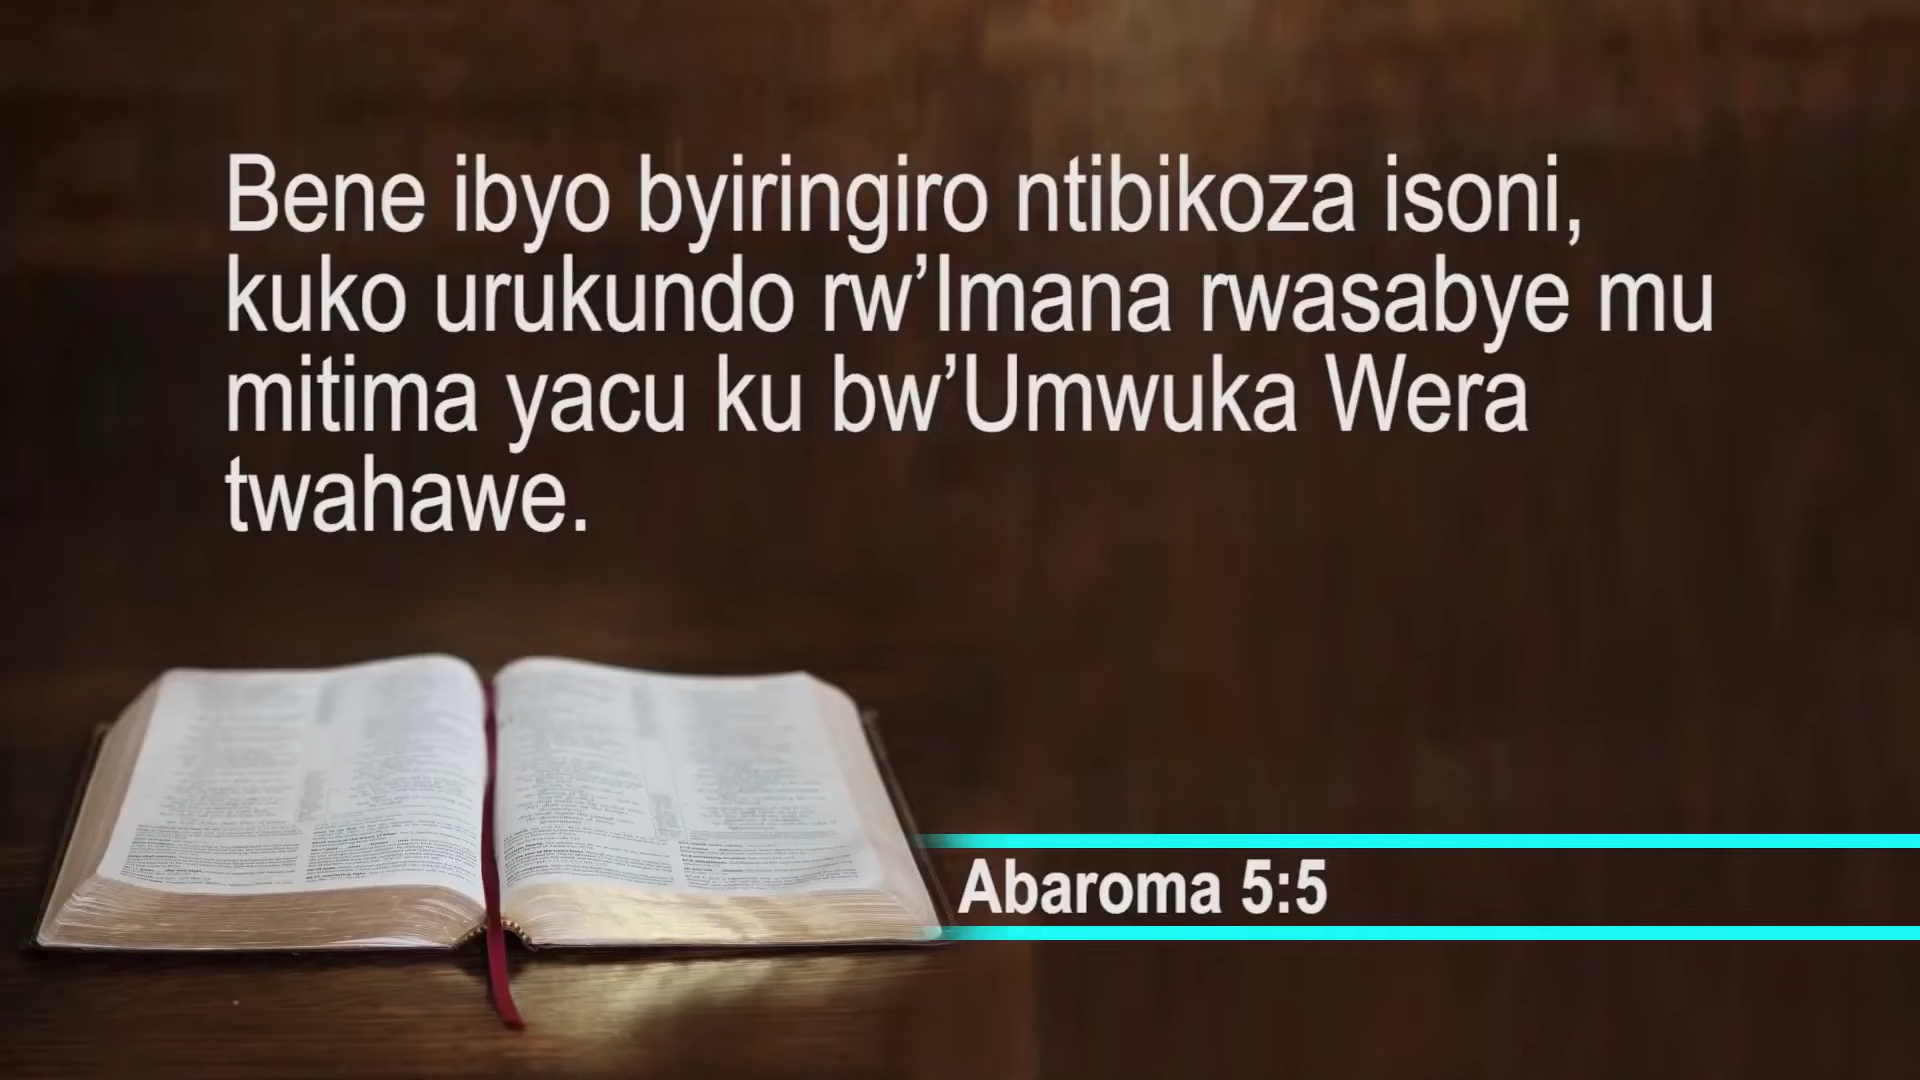 Bene ibyo byiringiro ntibikoza isoni,
kuko urukundo rw’Imana rwasabye mu
mitima yacu ku bw’Umwuka Wera
twahawe.
Abaroma 5:5